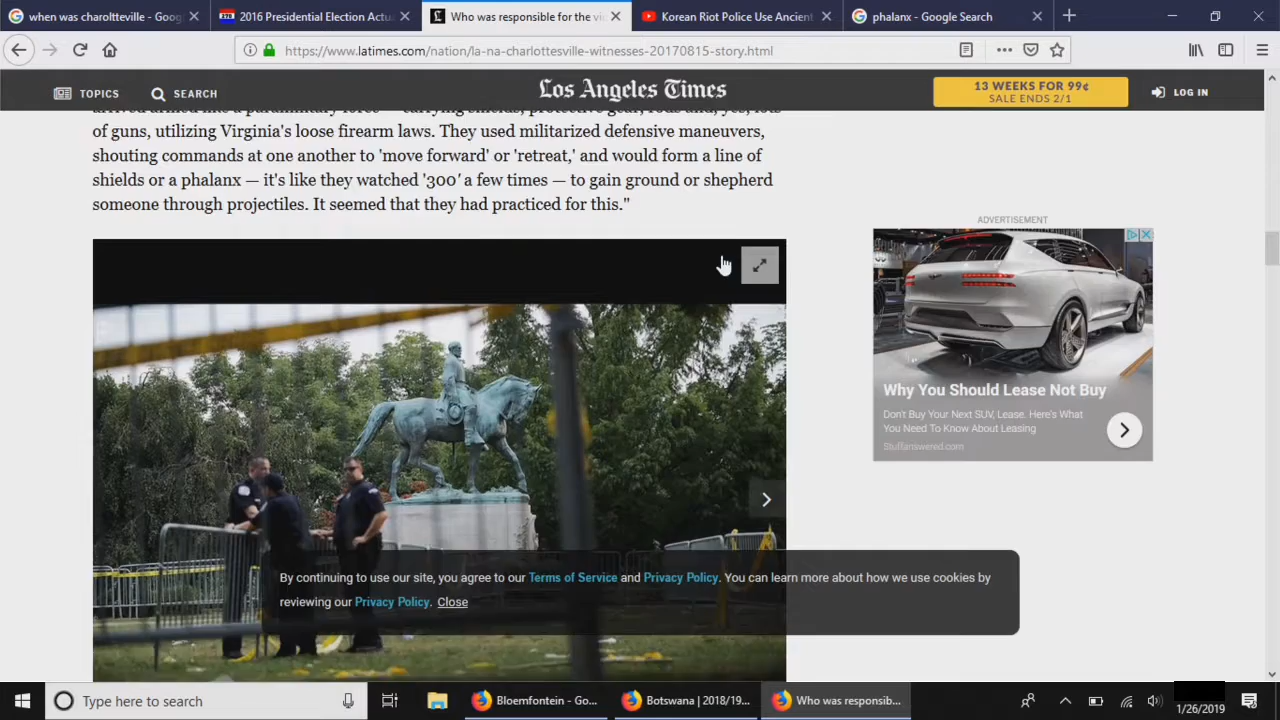 when was charoltteville - Goog
2016 Presidential Election Actu
Who was responsible for the vi
Korean Riot Police Use Ancien
phalanx - Google Search
https://www.latimes.com/nation/la-na-charlottesville-witnesses-20170815-story.html
TOPICS
SEARCH
Los Angeles Times
13 WEEKS FOR 99¢
SALE ENDS 2/1
LOG IN
of guns, utilizing Virginia's loose firearm laws. They used militarized defensive maneuvers,
shouting commands at one another to 'move forward' or 'retreat,' and would form a line of
shields or a phalanx — it's like they watched '300' a few times — to gain ground or shepherd
someone through projectiles. It seemed that they had practiced for this."
ADVERTISEMENT
Why You Should Lease Not Buy
Don't Buy Your Next SUV, Lease. Here's What
You Need To Know About Leasing
Stuffanswered.com
By continuing to use our site, you agree to our Terms of Service and Privacy Policy. You can learn more about how we use cookies by
reviewing our Privacy Policy. Close
Type here to search
Bloemfontein - Go...
Botswana | 2018/19...
Who was responsib...
1/26/2019